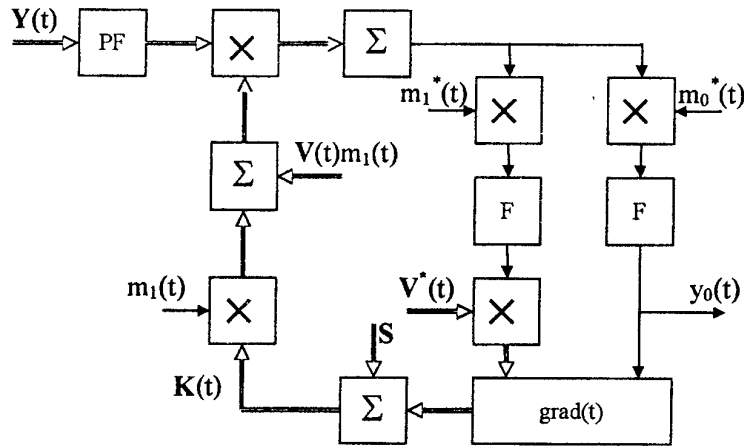 Y(t)
PF
×
Σ
m₁*(t)
×
×
m₀*(t)
Σ
V(t)m₁(t)
F
F
m₁(t)
×
V*(t)
×
y₀(t)
S
K(t)
Σ
grad(t)